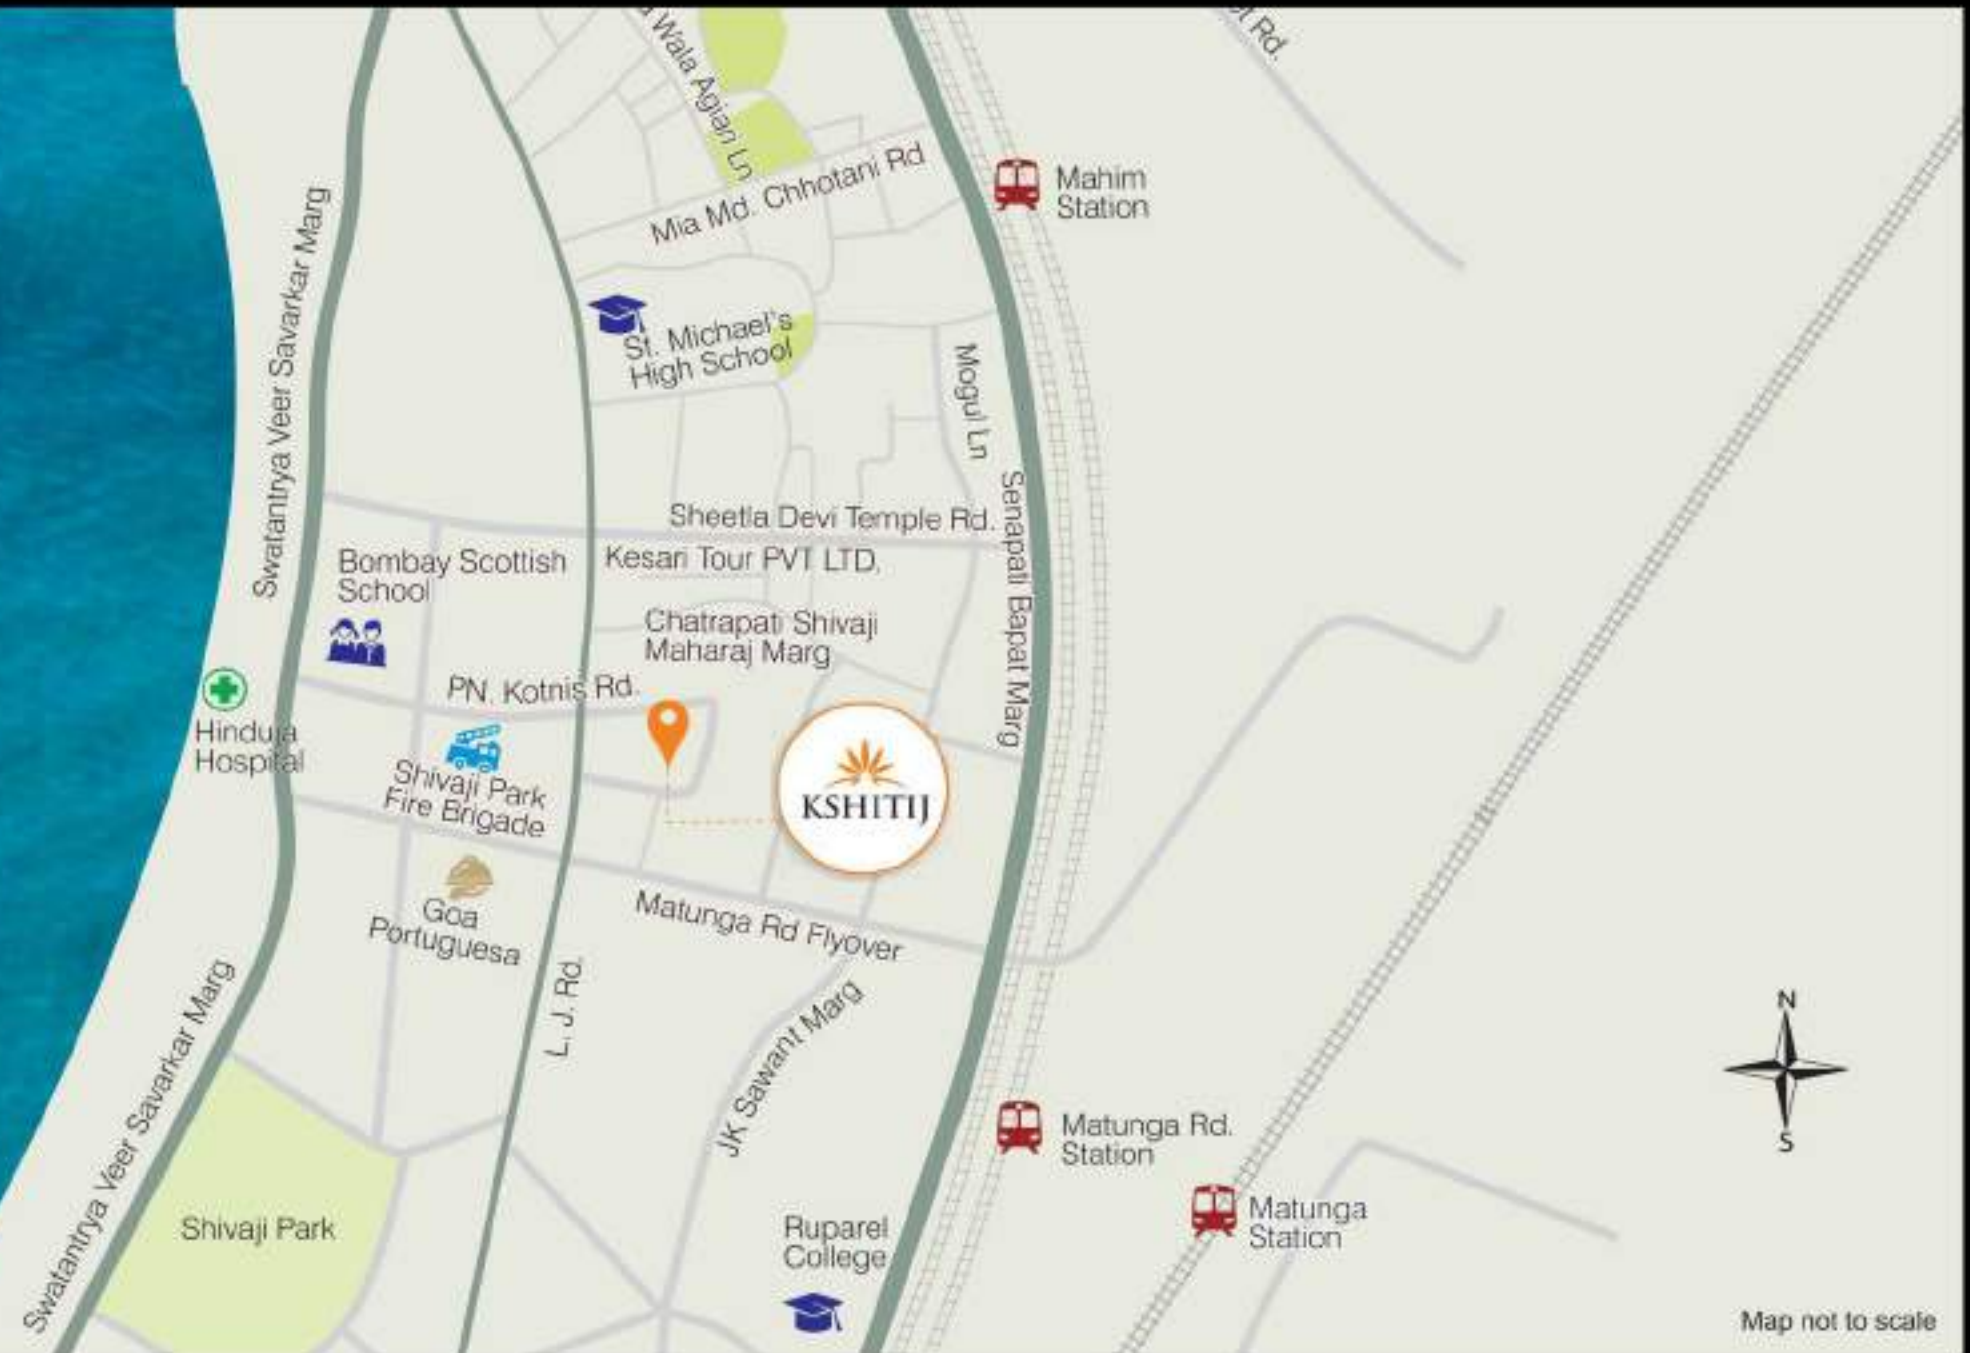 Wala Agiari Ln
Rd.
Mia Md. Chhotani Rd
Mahim
Station
Swatantrya Veer Savarkar Marg
St. Michael's
High School
Mogul Ln
Senapati Bapat Marg
Sheetla Devi Temple Rd.
Kesari Tour PVT LTD,
Bombay Scottish
School
Chatrapati Shivaji
Maharaj Marg
PN. Kotnis Rd.
Hinduja
Hospital
Shivaji Park
Fire Brigade
KSHITIJ
Goa
Portuguesa
Matunga Rd Flyover
L. J. Rd.
JK Sawant Marg
Swatantrya Veer Savarkar Marg
N
S
Matunga Rd.
Station
Matunga
Station
Shivaji Park
Ruparel
College
Map not to scale